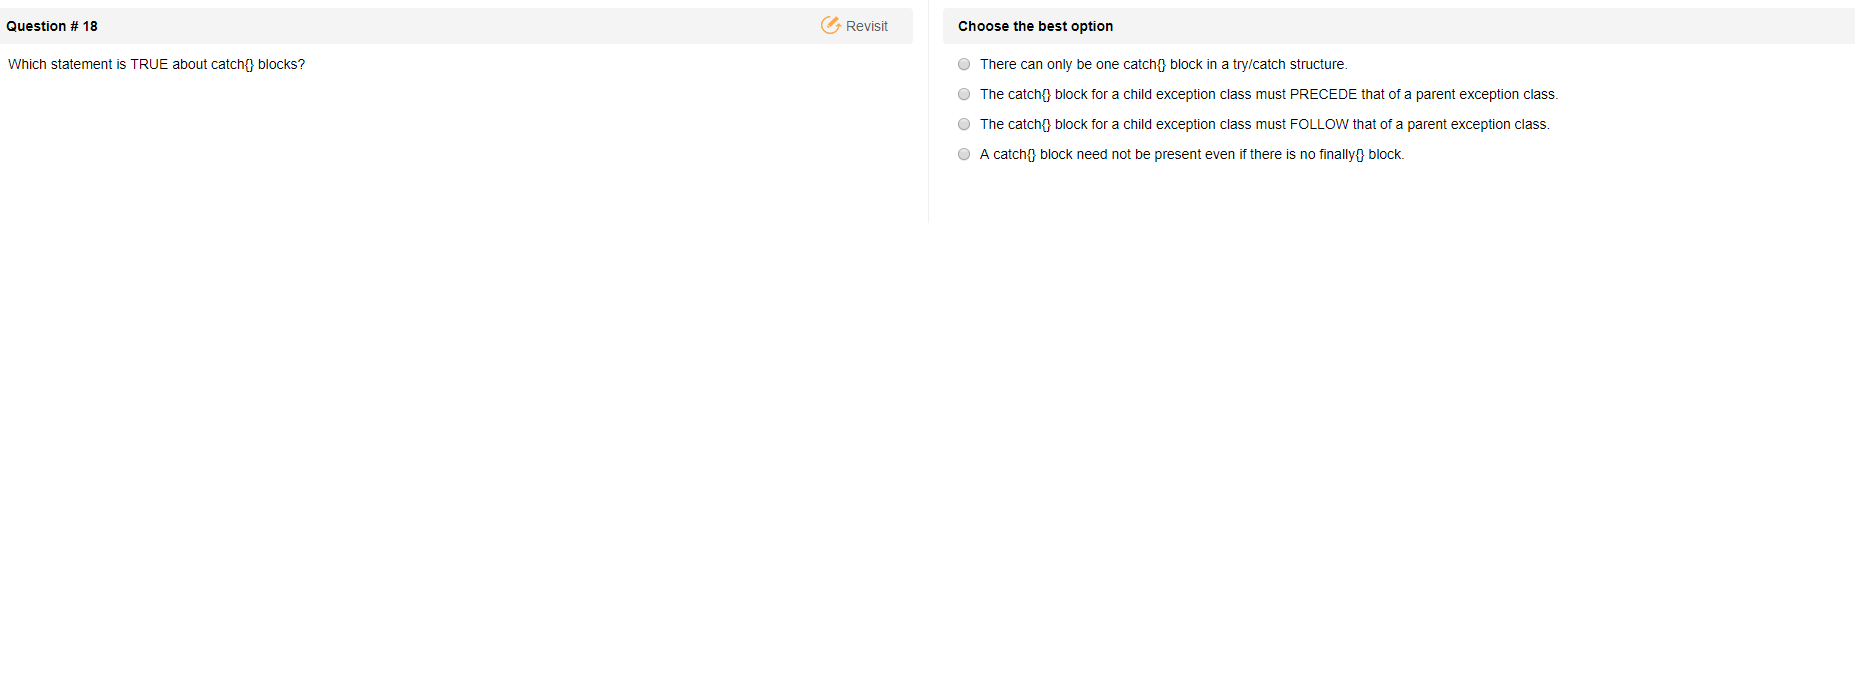 Question # 18
Revisit
Which statement is TRUE about catch{} blocks?
Choose the best option
There can only be one catch{} block in a try/catch structure.
The catch{} block for a child exception class must PRECEDE that of a parent exception class.
The catch{} block for a child exception class must FOLLOW that of a parent exception class.
A catch{} block need not be present even if there is no finally{} block.